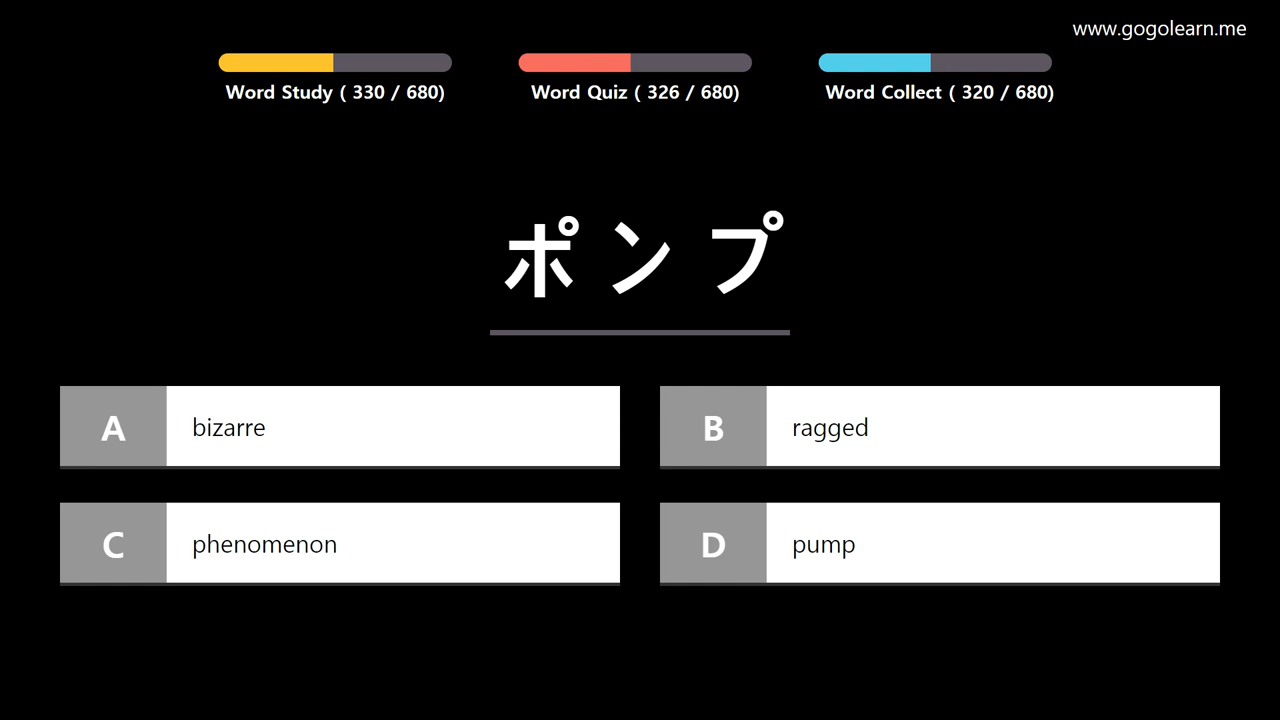 www.gogolearn.me
Word Study ( 330 / 680)
Word Quiz ( 326 / 680)
Word Collect ( 320 / 680)
ポンプ
A bizarre
B ragged
C phenomenon
D pump